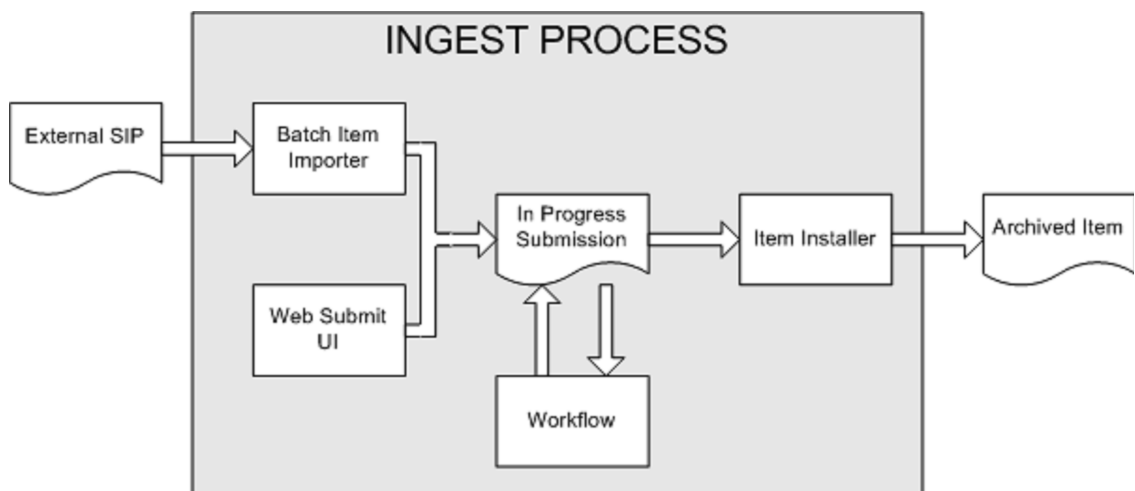 INGEST PROCESS
External SIP
Batch Item
Importer
In Progress
Submission
Item Installer
Archived Item
Web Submit
UI
Workflow